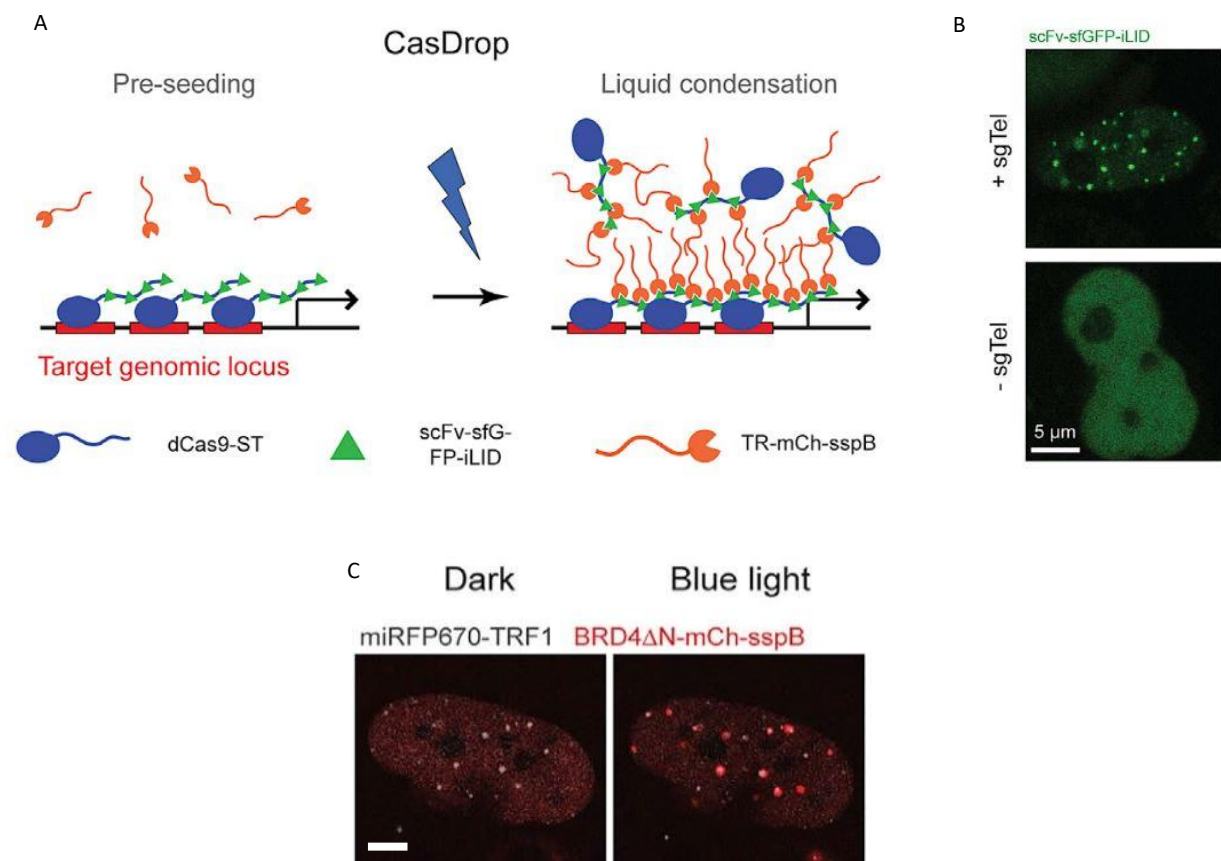 A
CasDrop
Pre-seeding
Liquid condensation
Target genomic locus
dCas9-ST
scFv-sfG-
FP-iLID
TR-mCh-sspB
B
scFv-sfGFP-iLID
+ sgTel
- sgTel
5 µm
C
Dark
Blue light
miRFP670-TRF1
BRD4ΔN-mCh-sspB